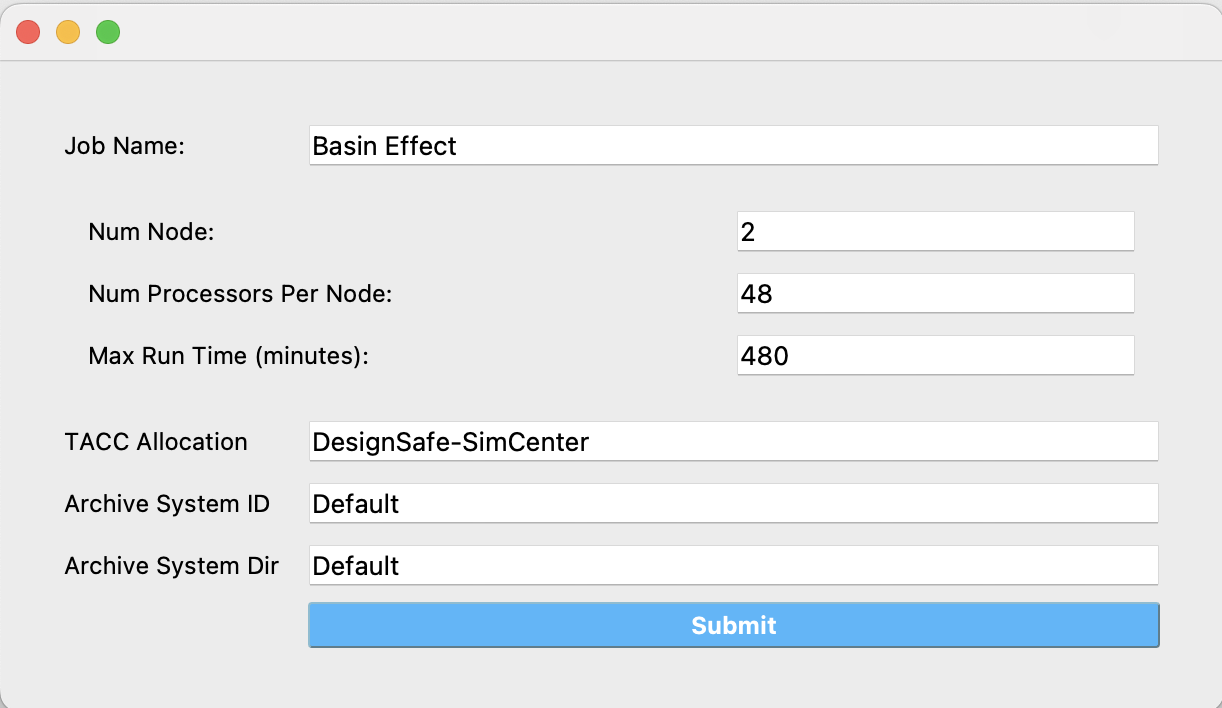 Job Name: Basin Effect
Num Node: 2
Num Processors Per Node: 48
Max Run Time (minutes): 480
TACC Allocation DesignSafe-SimCenter
Archive System ID Default
Archive System Dir Default
Submit